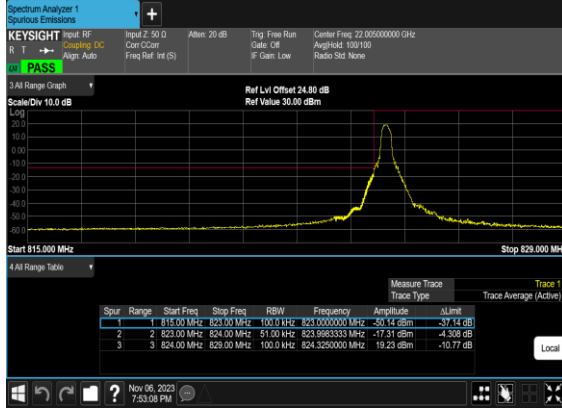 Spectrum Analyzer 1
Spurious Emissions
+
KEYSIGHT Input: RF Input Z: 50 Ω Atten: 20 dB Trig: Free Run Center Freq: 22.005000000 GHz
R T Coupling: DC Corr CCorr Gate: Off Avg|Hold: 100/100
Align: Auto Freq Ref: Int (S) IF Gain: Low Radio Std: None
PASS
3 All Range Graph
Ref Lvl Offset 24.80 dB
Scale/Div 10.0 dB Ref Value 30.00 dBm
Log
20.0
10.0
0.00
-10.0
-20.0
-30.0
-40.0
-50.0
-60.0
Start 815.000 MHz Stop 829.000 MH
4 All Range Table
Measure Trace Trace 1
Trace Type Trace Average (Active)
Spur Range Start Freq Stop Freq RBW Frequency Amplitude ΔLimit
1 1 815.00 MHz 823.00 MHz 100.0 kHz 823.0000000 MHz -50.14 dBm -37.14 dB
2 2 823.00 MHz 824.00 MHz 51.00 kHz 823.9983333 MHz -17.31 dBm -4.308 dB
3 3 824.00 MHz 829.00 MHz 100.0 kHz 824.3250000 MHz 19.23 dBm -10.77 dB
Local
? Nov 06, 2023
7:53:08 PM